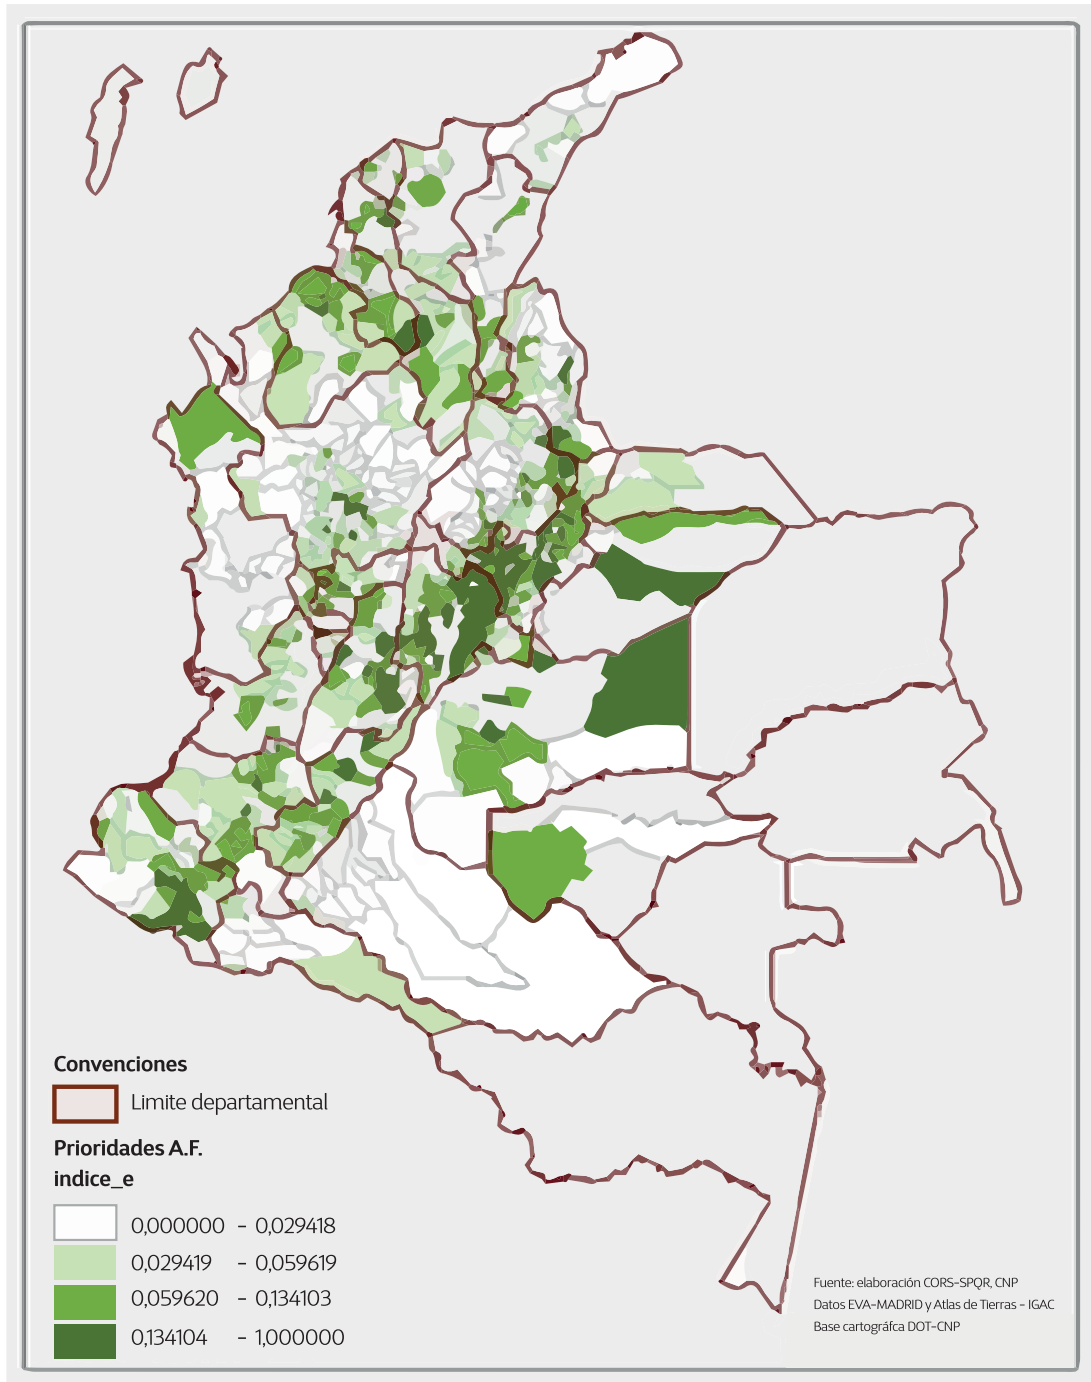 Convenciones
Limite departamental
Prioridades A.F.
indice_e
0,000000 - 0,029418
0,029419 - 0,059619
0,059620 - 0,134103
0,134104 - 1,000000
Fuente: elaboración CORS-SPQR, CNP
Datos EVA-MADRID y Atlas de Tierras - IGAC
Base cartográfca DOT-CNP